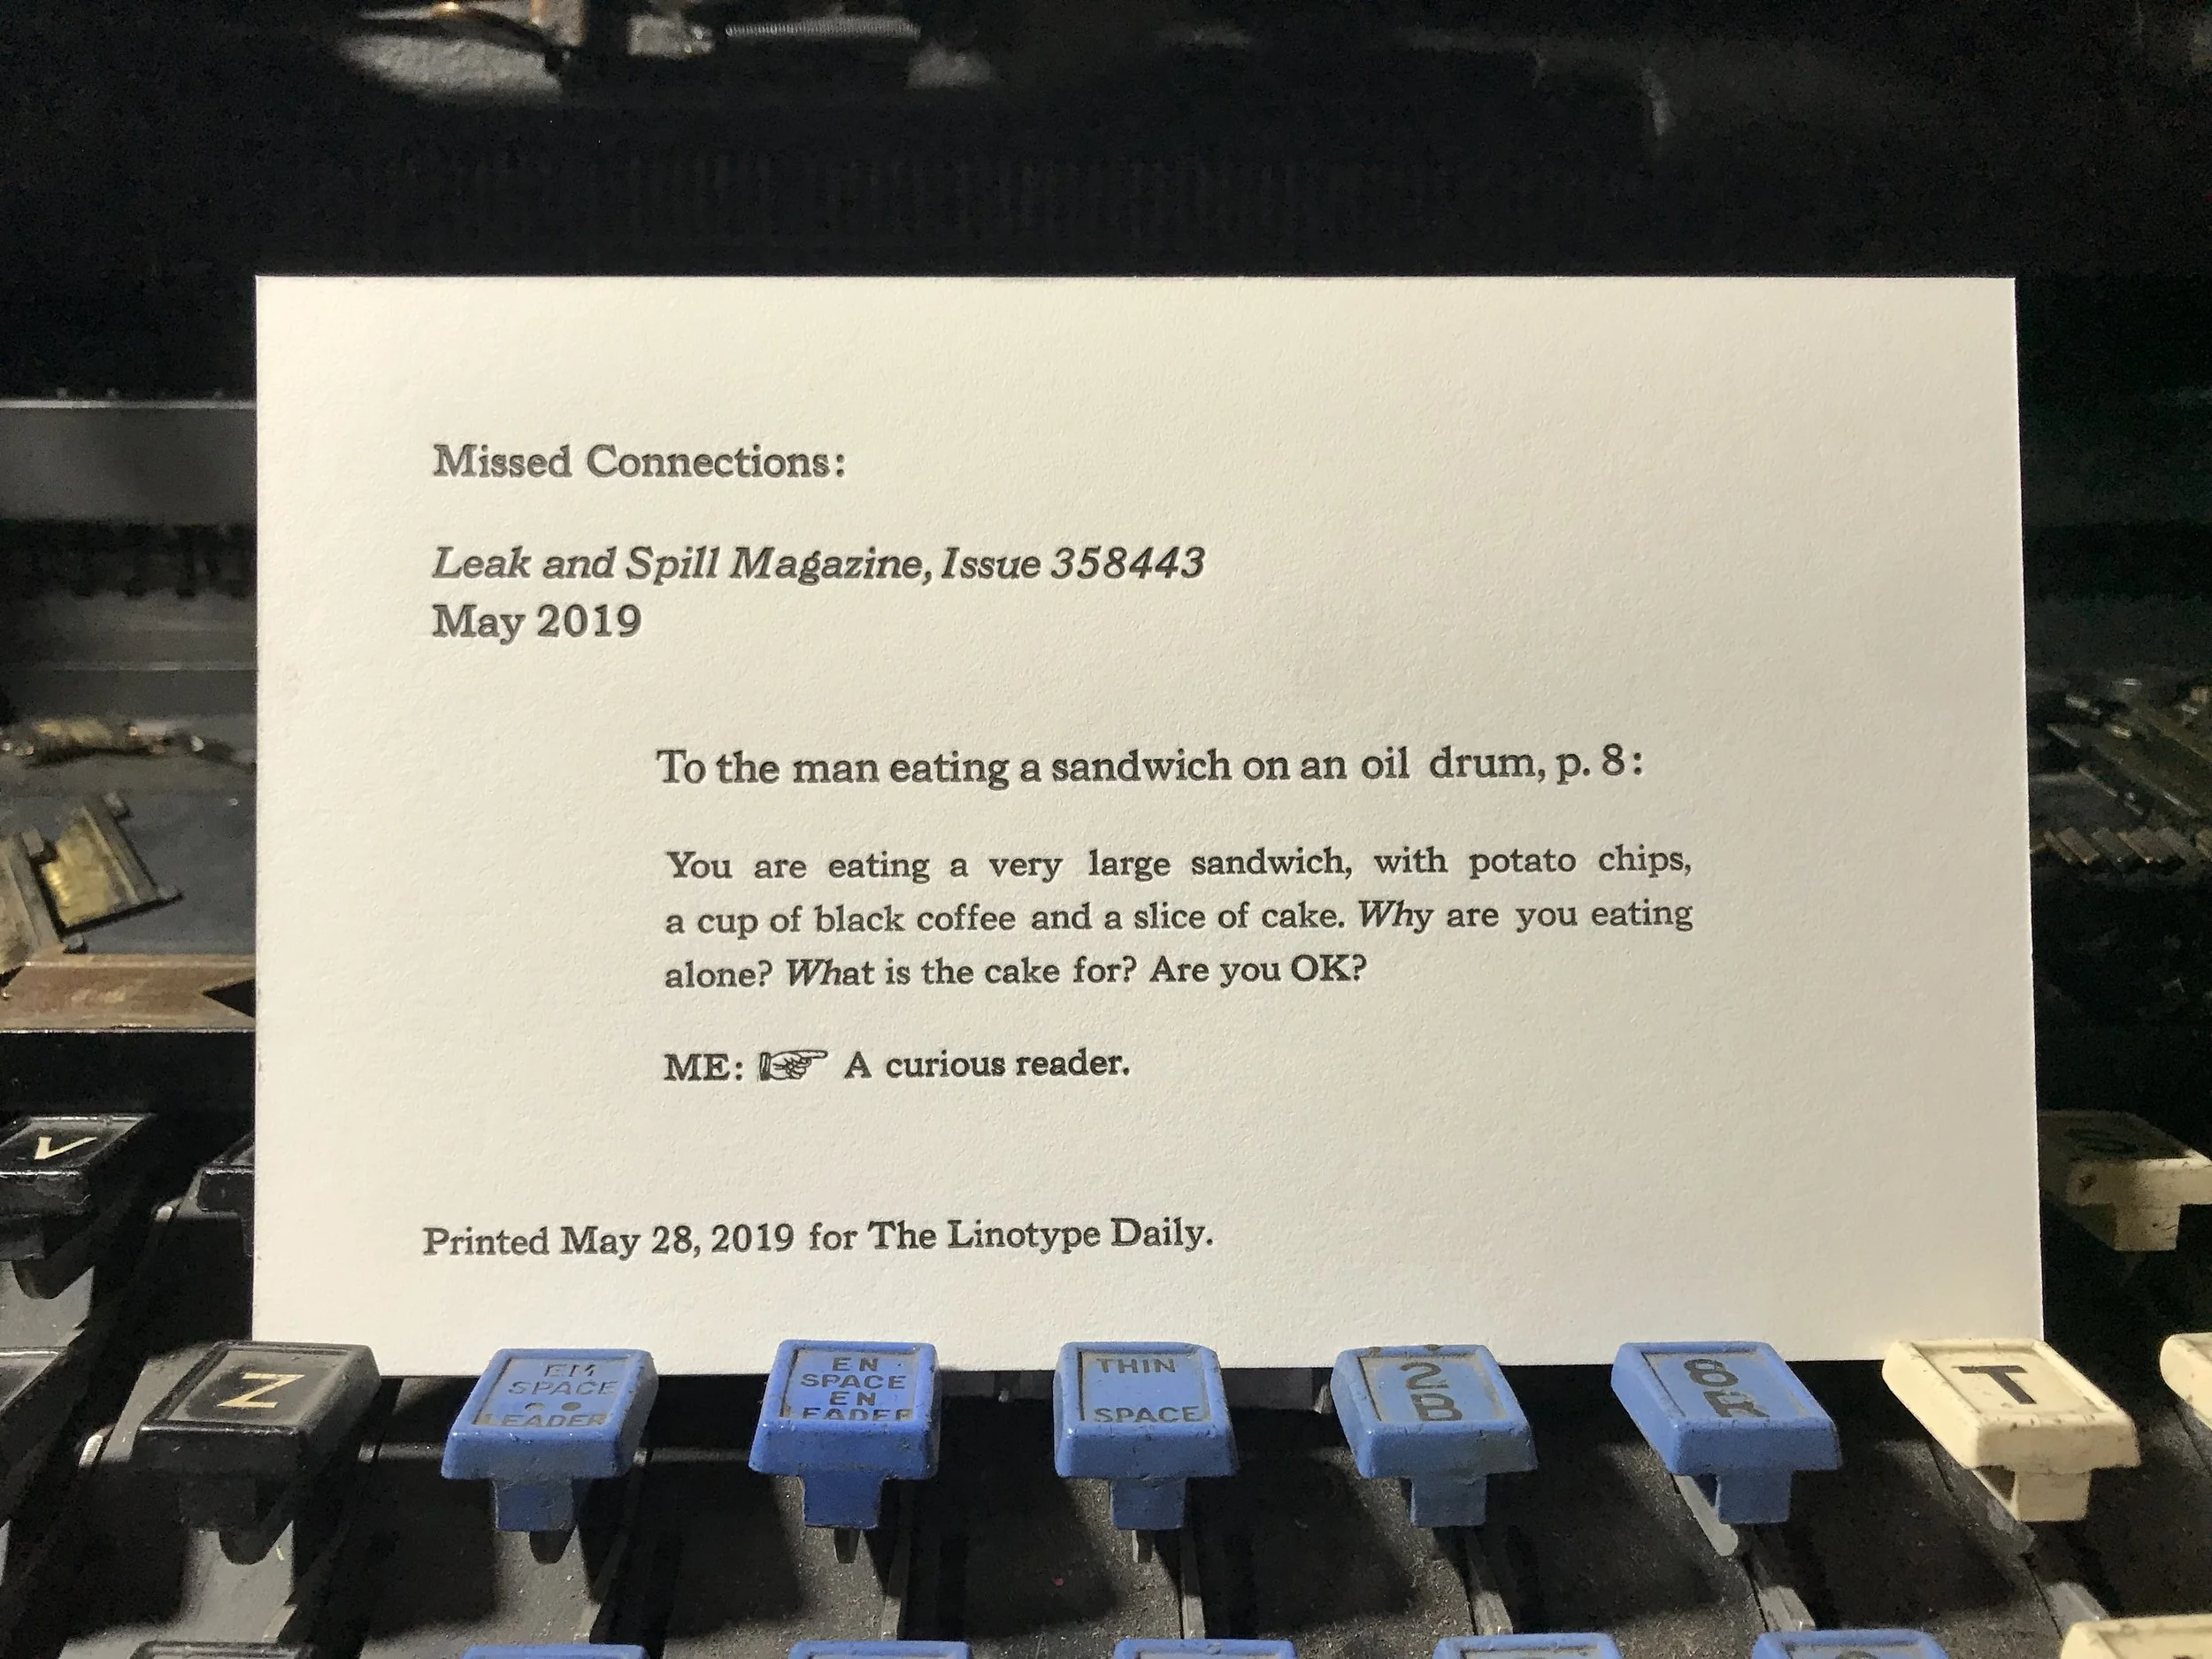 Missed Connections:
Leak and Spill Magazine, Issue 358443
May 2019
To the man eating a sandwich on an oil drum, p. 8:
You are eating a very large sandwich, with potato chips,
a cup of black coffee and a slice of cake. Why are you eating
alone? What is the cake for? Are you OK?
ME: ☞ A curious reader.
Printed May 28, 2019 for The Linotype Daily.
V
Z
EM
SPACE
LEADER
EN
SPACE
EN
LEADER
THIN
SPACE
2
B
8
R
T